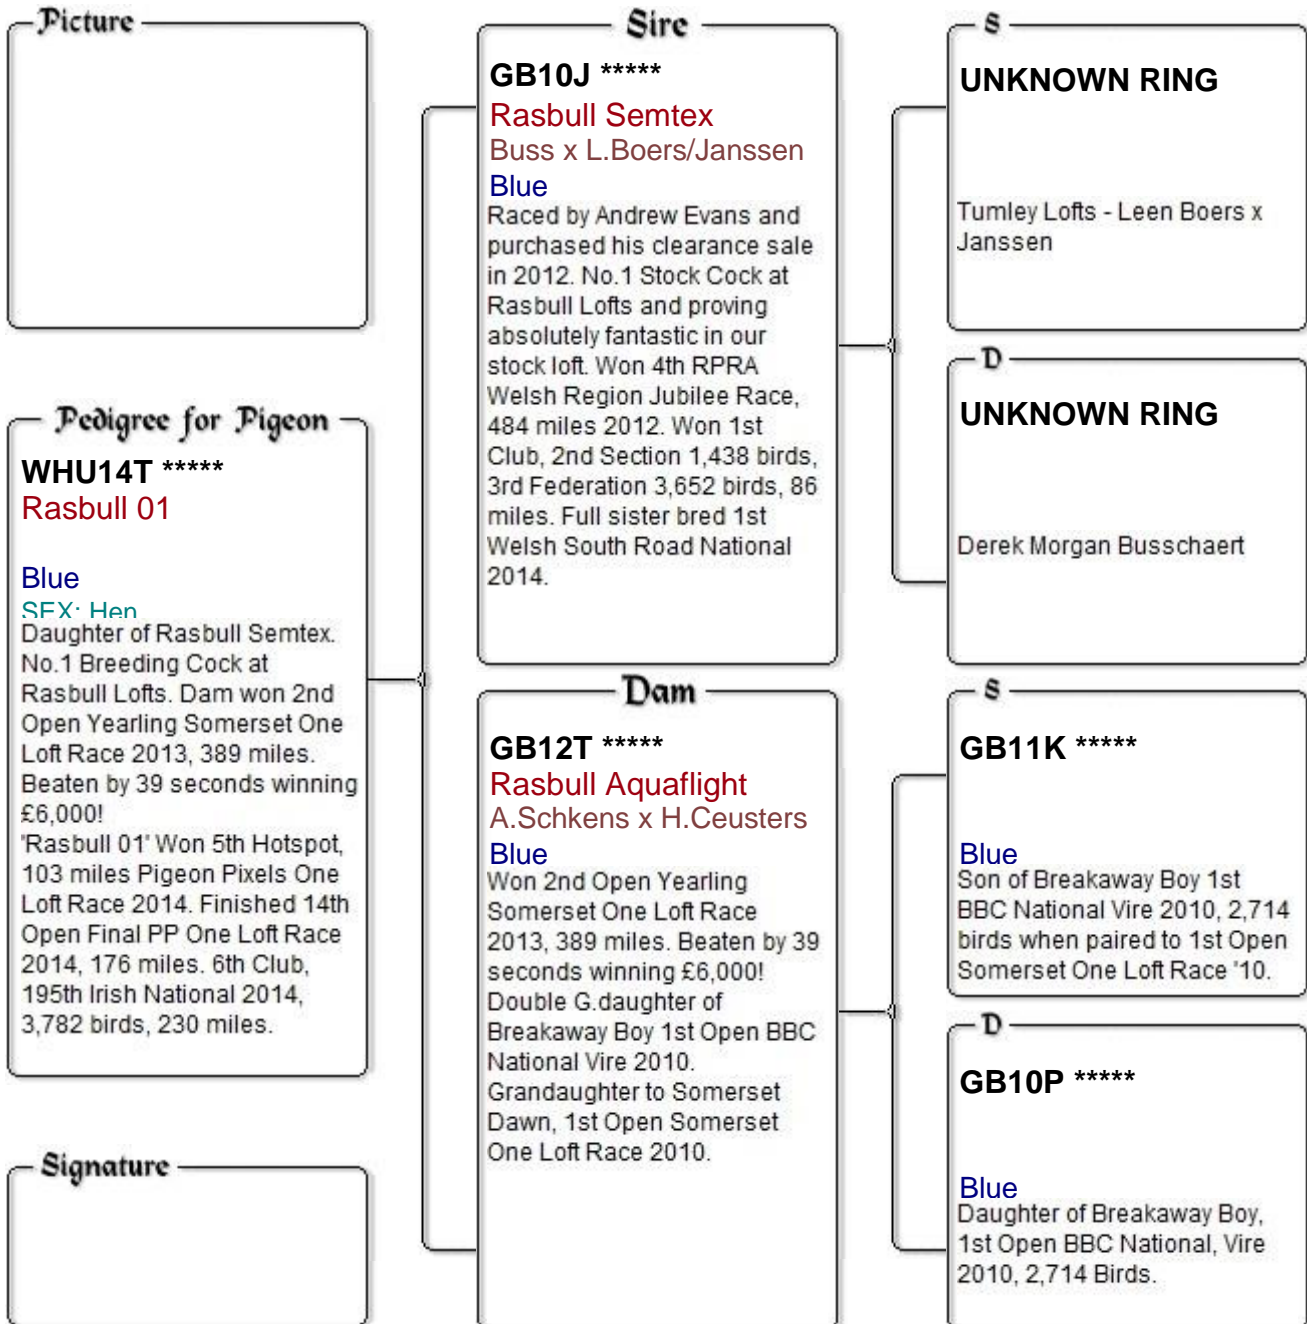 Picture
Pedigree for Pigeon
WHU14T *****
Rasbull 01
Blue
SEX: Hen
Daughter of Rasbull Semtex.
No.1 Breeding Cock at
Rasbull Lofts. Dam won 2nd
Open Yearling Somerset One
Loft Race 2013, 389 miles.
Beaten by 39 seconds winning
£6,000!
'Rasbull 01' Won 5th Hotspot,
103 miles Pigeon Pixels One
Loft Race 2014. Finished 14th
Open Final PP One Loft Race
2014, 176 miles. 6th Club,
195th Irish National 2014,
3,782 birds, 230 miles.
Signature
Sire
GB10J *****
Rasbull Semtex
Buss x L.Boers/Janssen
Blue
Raced by Andrew Evans and
purchased his clearance sale
in 2012. No.1 Stock Cock at
Rasbull Lofts and proving
absolutely fantastic in our
stock loft. Won 4th RPRA
Welsh Region Jubilee Race,
484 miles 2012. Won 1st
Club, 2nd Section 1,438 birds,
3rd Federation 3,652 birds, 86
miles. Full sister bred 1st
Welsh South Road National
2014.
Dam
GB12T *****
Rasbull Aquaflight
A.Schkens x H.Ceusters
Blue
Won 2nd Open Yearling
Somerset One Loft Race
2013, 389 miles. Beaten by 39
seconds winning £6,000!
Double G.daughter of
Breakaway Boy 1st Open BBC
National Vire 2010.
Grandaughter to Somerset
Dawn, 1st Open Somerset
One Loft Race 2010.
S
UNKNOWN RING
Tumley Lofts - Leen Boers x
Janssen
D
UNKNOWN RING
Derek Morgan Busschaert
S
GB11K *****
Blue
Son of Breakaway Boy 1st
BBC National Vire 2010, 2,714
birds when paired to 1st Open
Somerset One Loft Race '10.
D
GB10P *****
Blue
Daughter of Breakaway Boy,
1st Open BBC National, Vire
2010, 2,714 Birds.